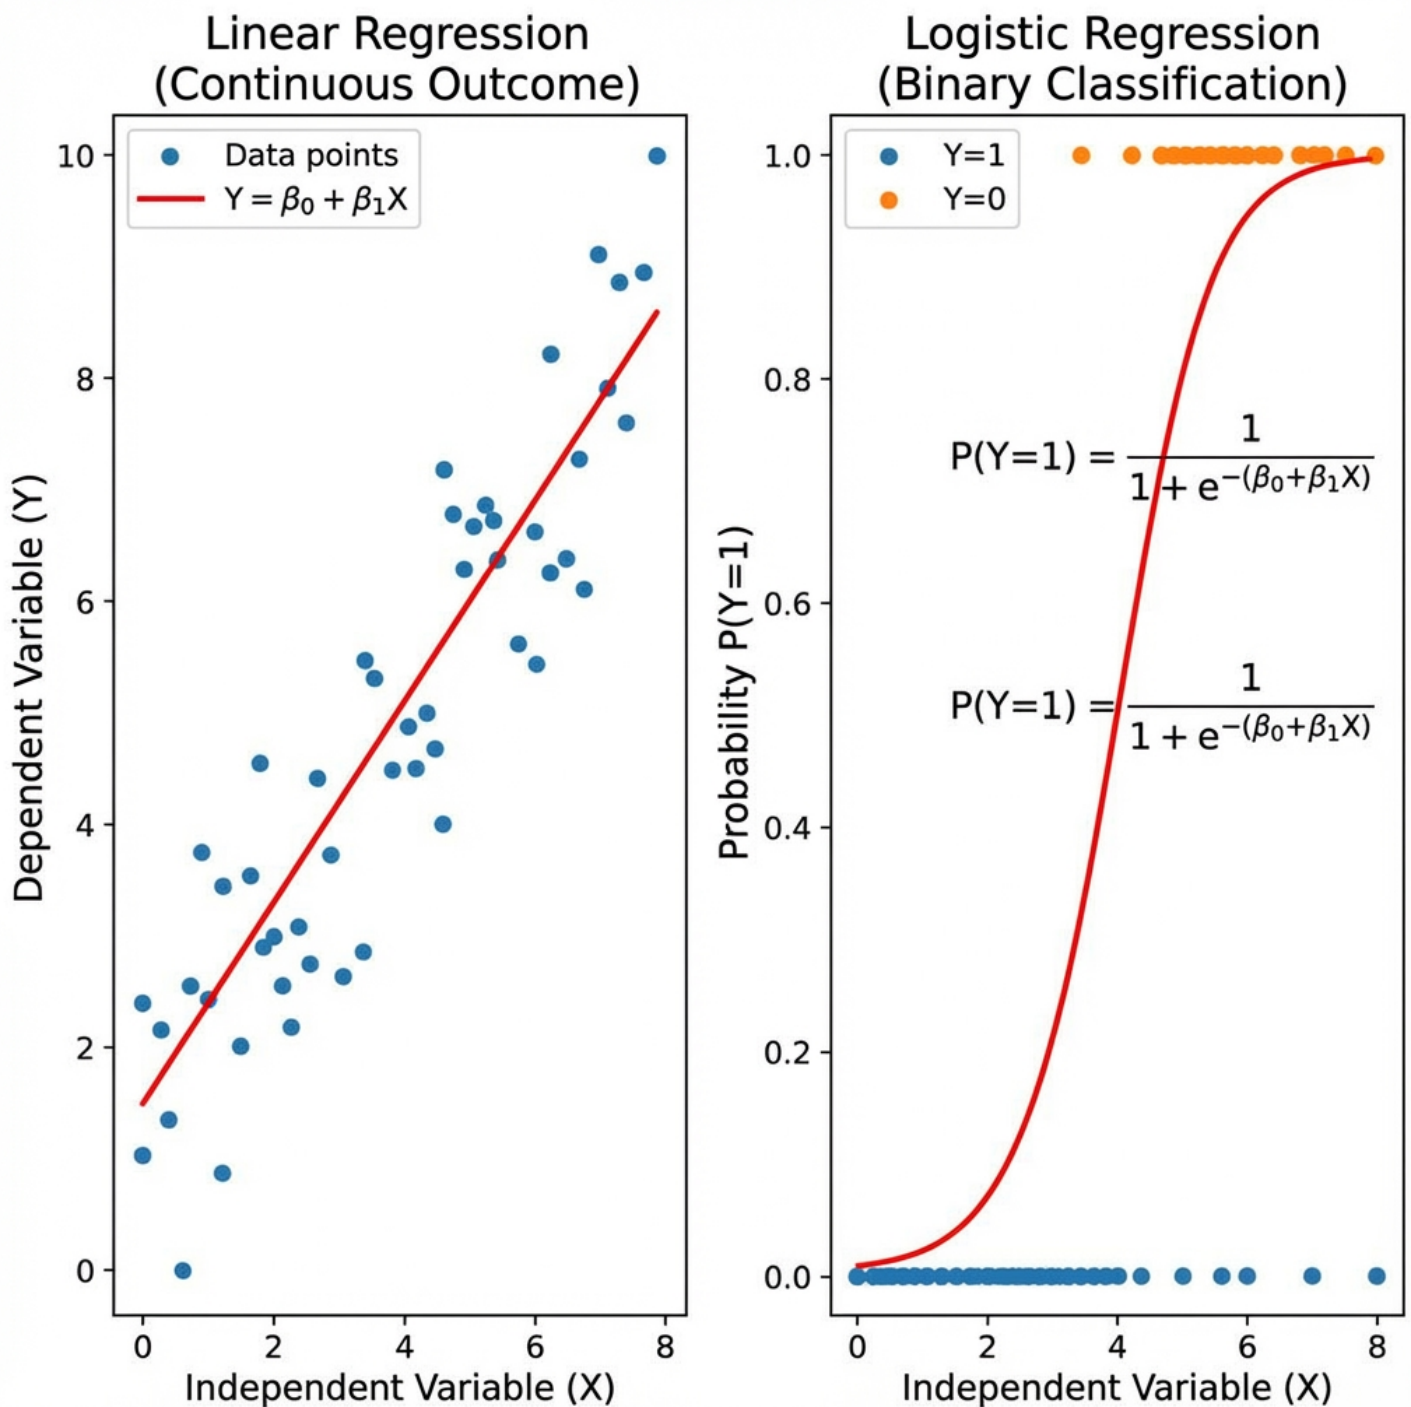 Linear Regression
(Continuous Outcome)
Data points
Y = β₀ + β₁X
10
8
6
4
2
0
Dependent Variable (Y)
0 2 4 6 8
Independent Variable (X)
Logistic Regression
(Binary Classification)
Y=1
Y=0
1.0
0.8
0.6
0.4
0.2
0.0
Probability P(Y=1)
P(Y=1) = 1 / 1 + e^−(β₀+β₁X)
P(Y=1) = 1 / 1 + e^−(β₀+β₁X)
0 2 4 6 8
Independent Variable (X)